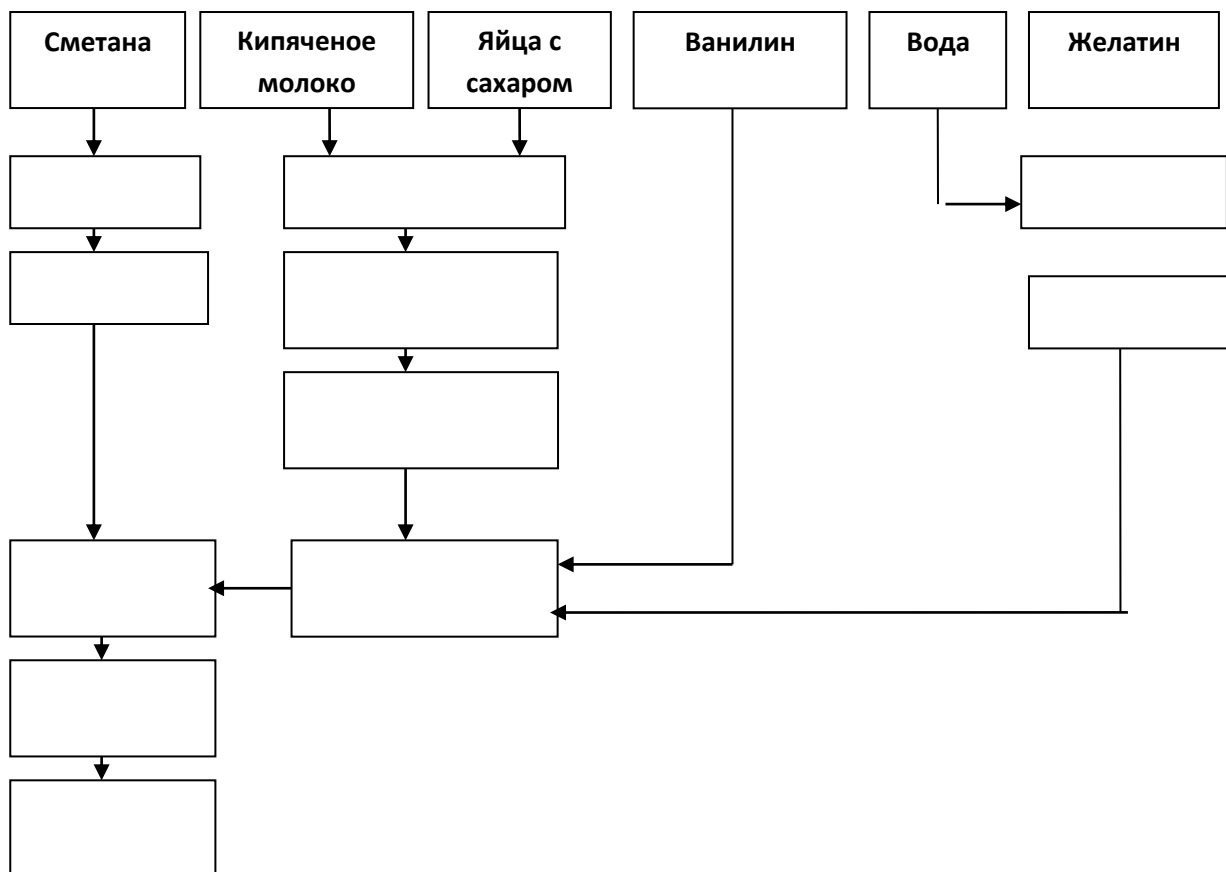 Сметана
Кипяченое
молоко
Яйца с
сахаром
Ванилин
Вода
Желатин